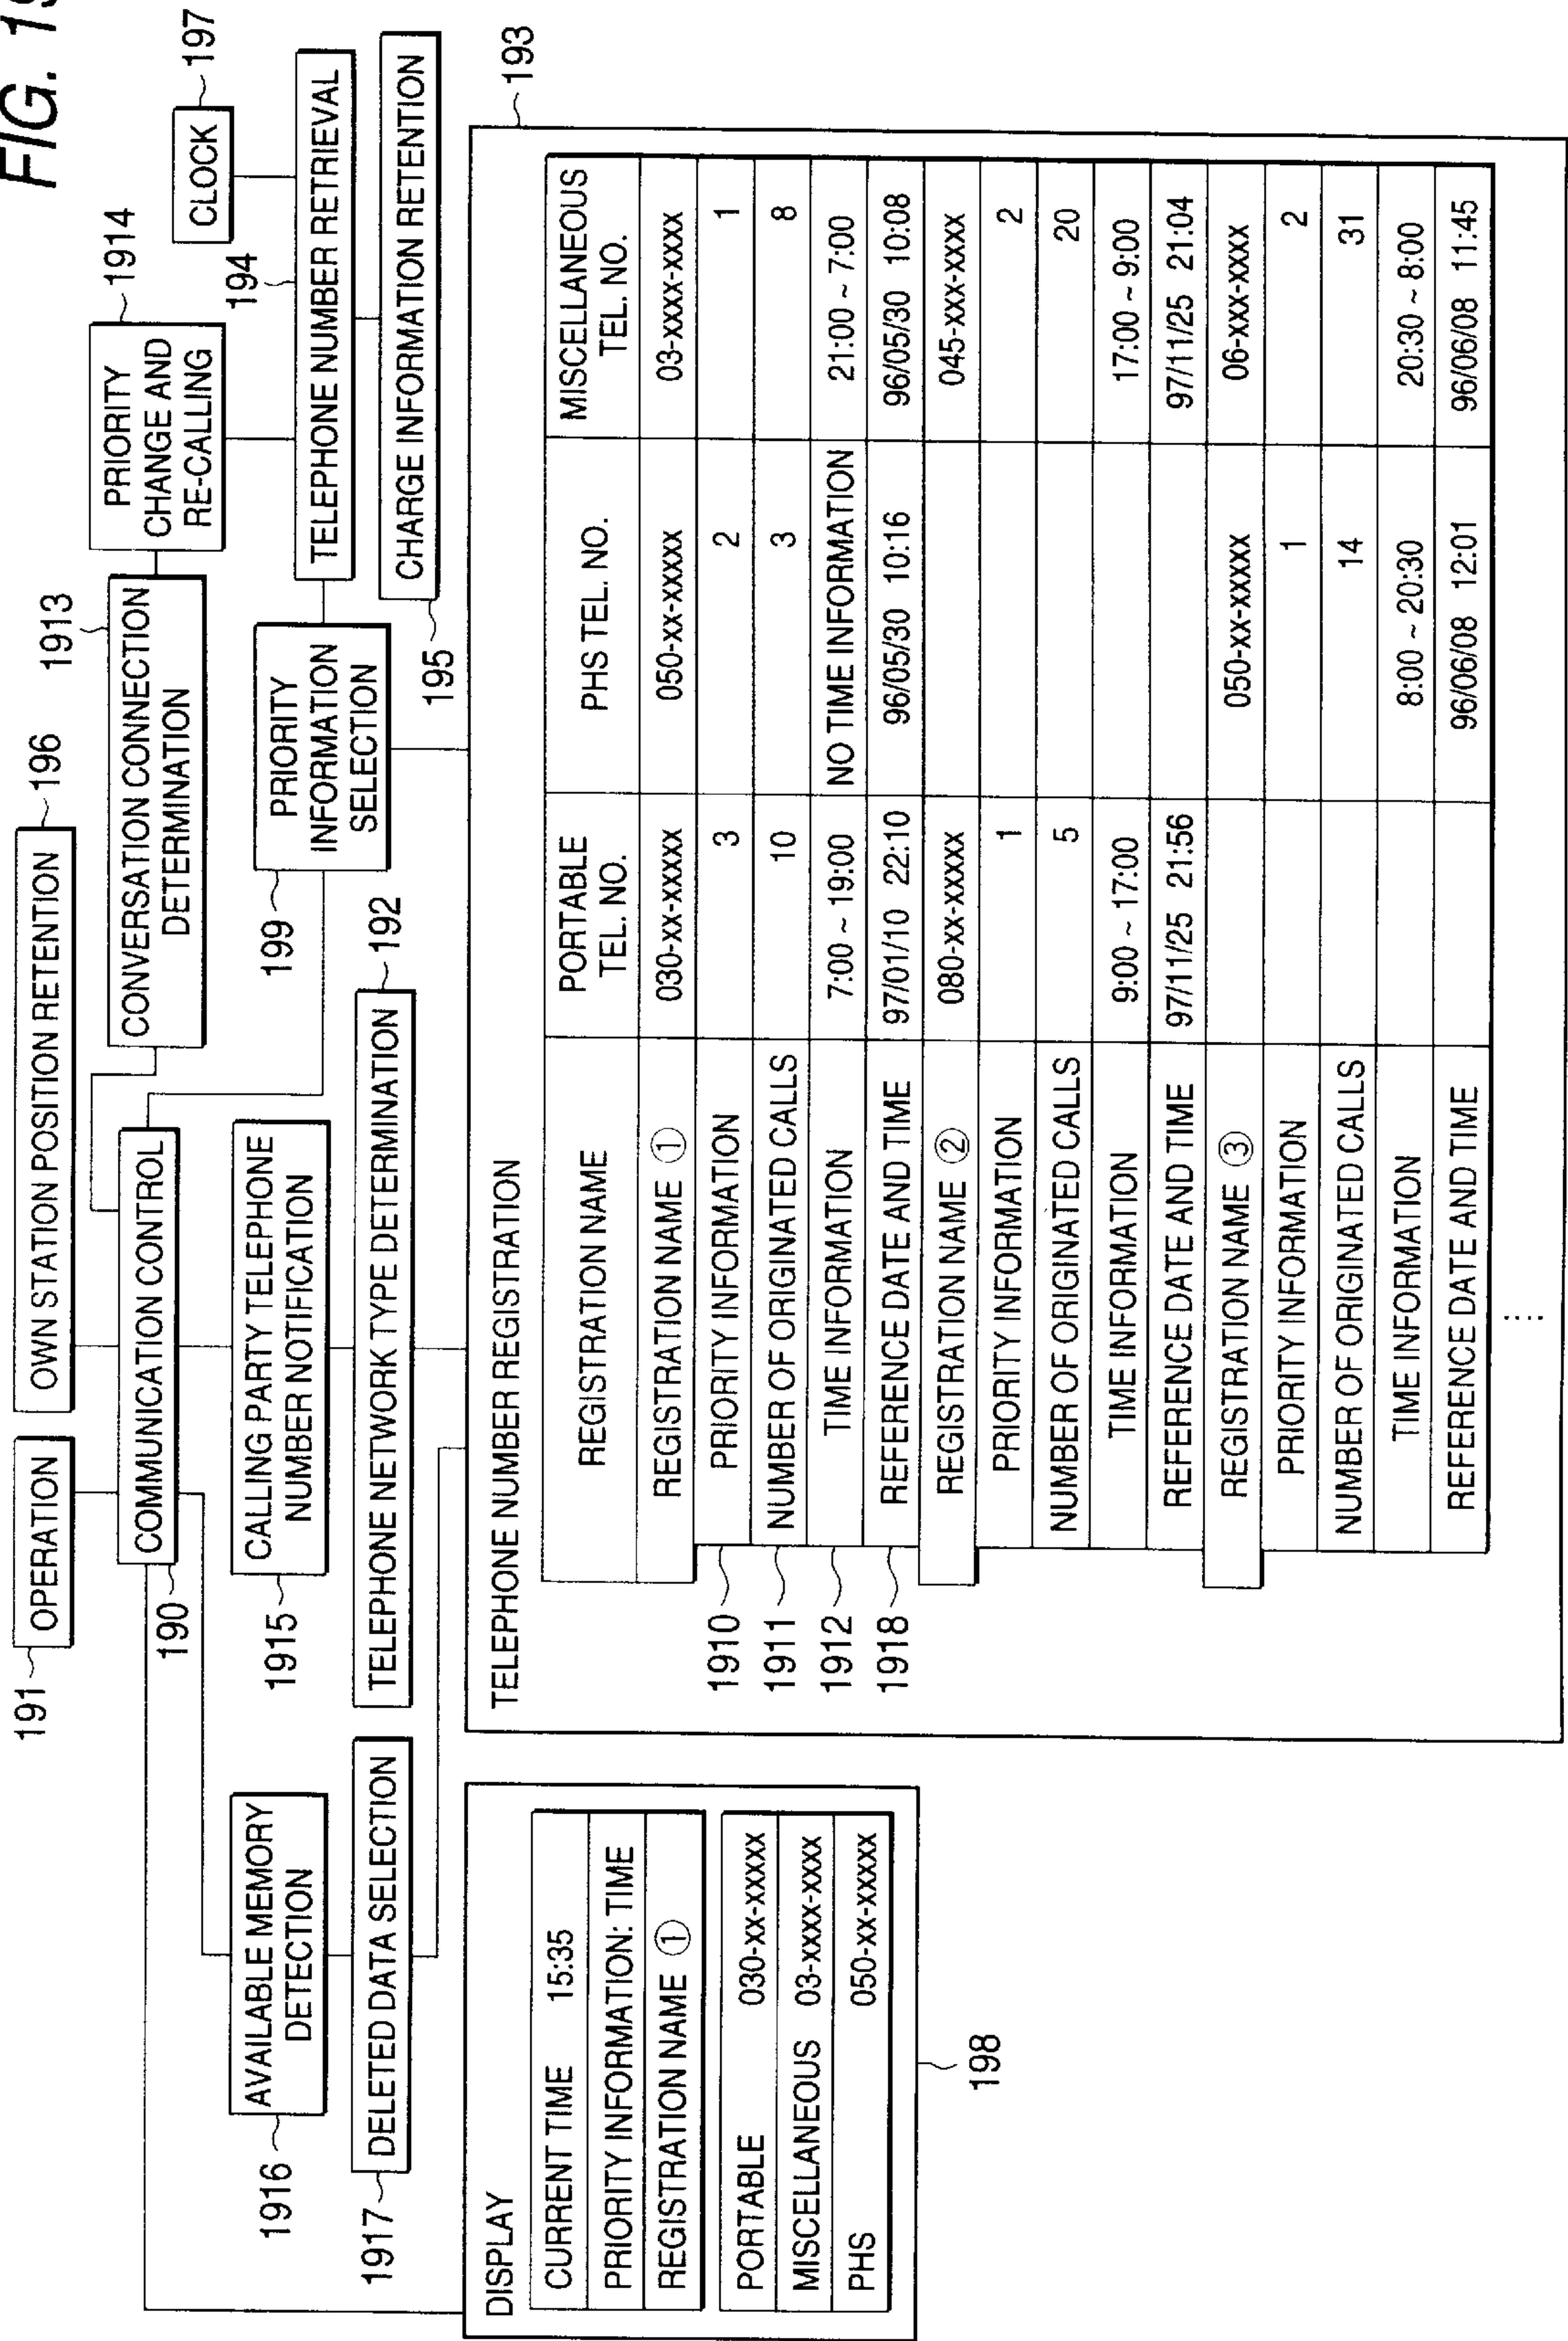 FIG. 19
191
OPERATION
OWN STATION POSITION RETENTION
196
1913
1914
CLOCK
197
COMMUNICATION CONTROL
190
CONVERSATION CONNECTION
DETERMINATION
PRIORITY
CHANGE AND
RE-CALLING
194
AVAILABLE MEMORY
DETECTION
1916
CALLING PARTY TELEPHONE
NUMBER NOTIFICATION
1915
199
PRIORITY
INFORMATION
SELECTION
TELEPHONE NUMBER RETRIEVAL
1917
DELETED DATA SELECTION
TELEPHONE NETWORK TYPE DETERMINATION
192
195
CHARGE INFORMATION RETENTION
DISPLAY
CURRENT TIME 15:35
PRIORITY INFORMATION: TIME
REGISTRATION NAME ①
PORTABLE 030-xx-xxxxx
MISCELLANEOUS 03-xxxx-xxxx
PHS 050-xx-xxxxx
198
TELEPHONE NUMBER REGISTRATION
193
REGISTRATION NAME
PORTABLE
TEL. NO.
PHS TEL. NO.
MISCELLANEOUS
TEL. NO.
REGISTRATION NAME ① 030-xx-xxxxx 050-xx-xxxxx 03-xxxx-xxxx
1910 PRIORITY INFORMATION 3 2 1
1911 NUMBER OF ORIGINATED CALLS 10 3 8
1912 TIME INFORMATION 7:00 ~ 19:00 NO TIME INFORMATION 21:00 ~ 7:00
1918 REFERENCE DATE AND TIME 97/01/10 22:10 96/05/30 10:16 96/05/30 10:08
REGISTRATION NAME ② 080-xx-xxxxx 045-xxx-xxxx
PRIORITY INFORMATION 1 2
NUMBER OF ORIGINATED CALLS 5 20
TIME INFORMATION 9:00 ~ 17:00 17:00 ~ 9:00
REFERENCE DATE AND TIME 97/11/25 21:56 97/11/25 21:04
REGISTRATION NAME ③ 050-xx-xxxxx 06-xxx-xxxx
PRIORITY INFORMATION 1 2
NUMBER OF ORIGINATED CALLS 14 31
TIME INFORMATION 8:00 ~ 20:30 20:30 ~ 8:00
REFERENCE DATE AND TIME 96/06/08 12:01 96/06/08 11:45